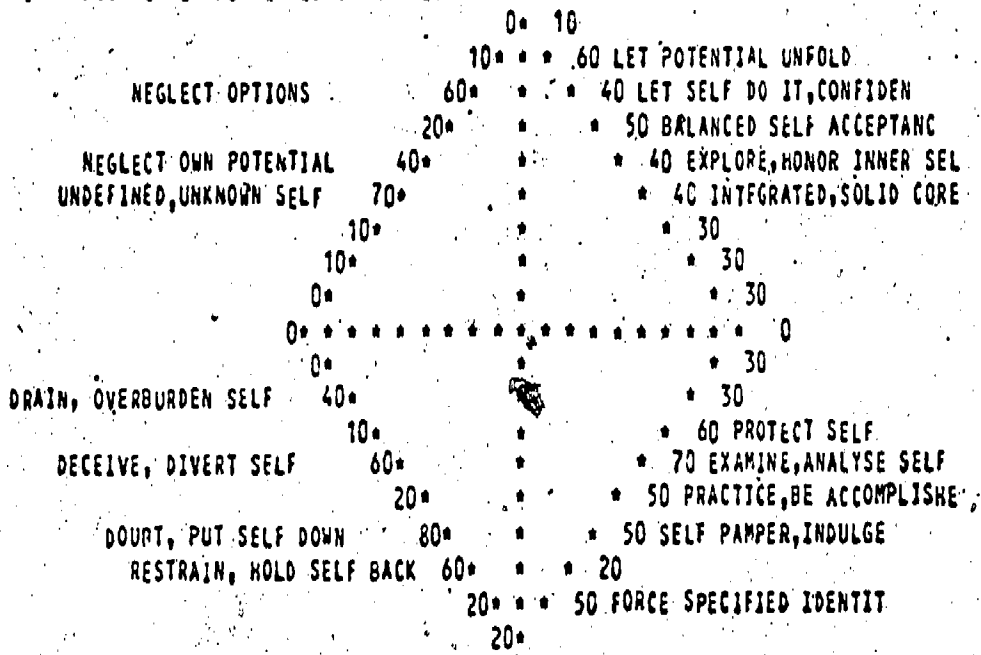 0* 10
10* * * 60 LET POTENTIAL UNFOLD
NEGLECT OPTIONS 60* * * 40 LET SELF DO IT,CONFIDEN
20* * * 50 BALANCED SELF ACCEPTANC
NEGLECT OWN POTENTIAL 40* * * 40 EXPLORE,HONOR INNER SEL
UNDEFINED,UNKNOWN SELF 70* * * 40 INTEGRATED,SOLID CORE
10* * * 30
10* * * 30
0* * * 30
0* * * * * * * * * * * * * * * * * * 0
0* * * 30
DRAIN, OVERBURDEN SELF 40* * 30
10* * * 60 PROTECT SELF
DECEIVE, DIVERT SELF 60* * * 70 EXAMINE,ANALYSE SELF
20* * * 50 PRACTICE,BE ACCOMPLISHE
DOUBT, PUT SELF DOWN 80* * * 50 SELF PAMPER,INDULGE
RESTRAIN, HOLD SELF BACK 60* * * 20
20* * * 50 FORCE SPECIFIED IDENTIT
20*